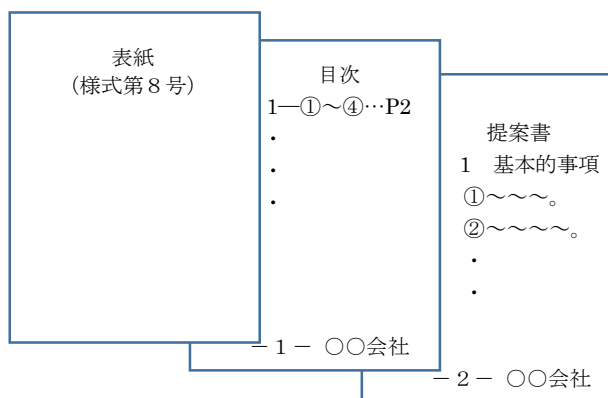 表紙
（様式第８号）
目次
1―①～④…P2
・
・
・
－１－ ○○会社
提案書
１　基本的事項
①～～～。
②～～～～。
・
・
－２－ ○○会社